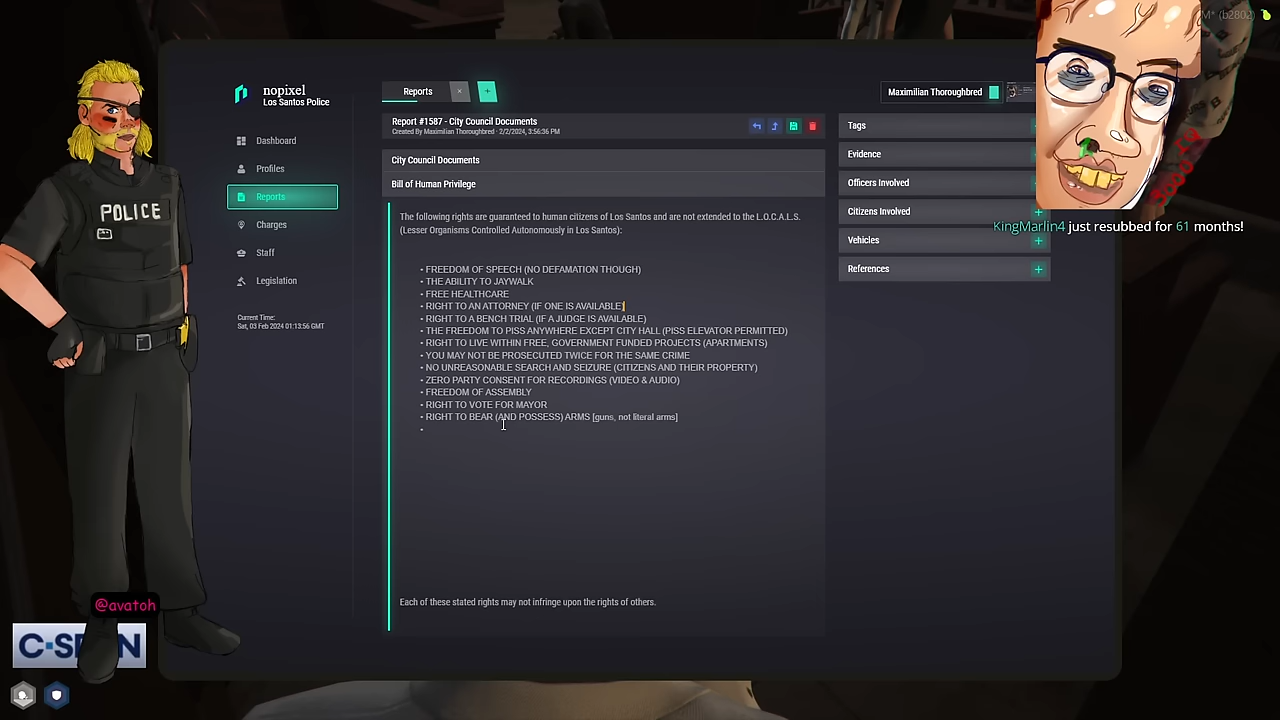 M* (b2802)
nopixel
Los Santos Police
Reports
Maximilian Thoroughbred
Dashboard
Profiles
Reports
Charges
Staff
Legislation
Current Time:
Sat, 03 Feb 2024 01:13:56 GMT
Report #1587 - City Council Documents
Created By Maximilian Thoroughbred · 2/2/2024, 3:56:36 PM
City Council Documents
Bill of Human Privilege
The following rights are guaranteed to human citizens of Los Santos and are not extended to the L.O.C.A.L.S.
(Lesser Organisms Controlled Autonomously in Los Santos):
- FREEDOM OF SPEECH (NO DEFAMATION THOUGH)
- THE ABILITY TO JAYWALK
- FREE HEALTHCARE
- RIGHT TO AN ATTORNEY (IF ONE IS AVAILABLE)
- RIGHT TO A BENCH TRIAL (IF A JUDGE IS AVAILABLE)
- THE FREEDOM TO PISS ANYWHERE EXCEPT CITY HALL (PISS ELEVATOR PERMITTED)
- RIGHT TO LIVE WITHIN FREE, GOVERNMENT FUNDED PROJECTS (APARTMENTS)
- YOU MAY NOT BE PROSECUTED TWICE FOR THE SAME CRIME
- NO UNREASONABLE SEARCH AND SEIZURE (CITIZENS AND THEIR PROPERTY)
- ZERO PARTY CONSENT FOR RECORDINGS (VIDEO & AUDIO)
- FREEDOM OF ASSEMBLY
- RIGHT TO VOTE FOR MAYOR
- RIGHT TO BEAR (AND POSSESS) ARMS [guns, not literal arms]
-
Each of these stated rights may not infringe upon the rights of others.
Tags
Evidence
Officers Involved
Citizens Involved
Vehicles
References
KingMarlin4 just resubbed for 61 months!
POLICE
@avatoh
C-SP N